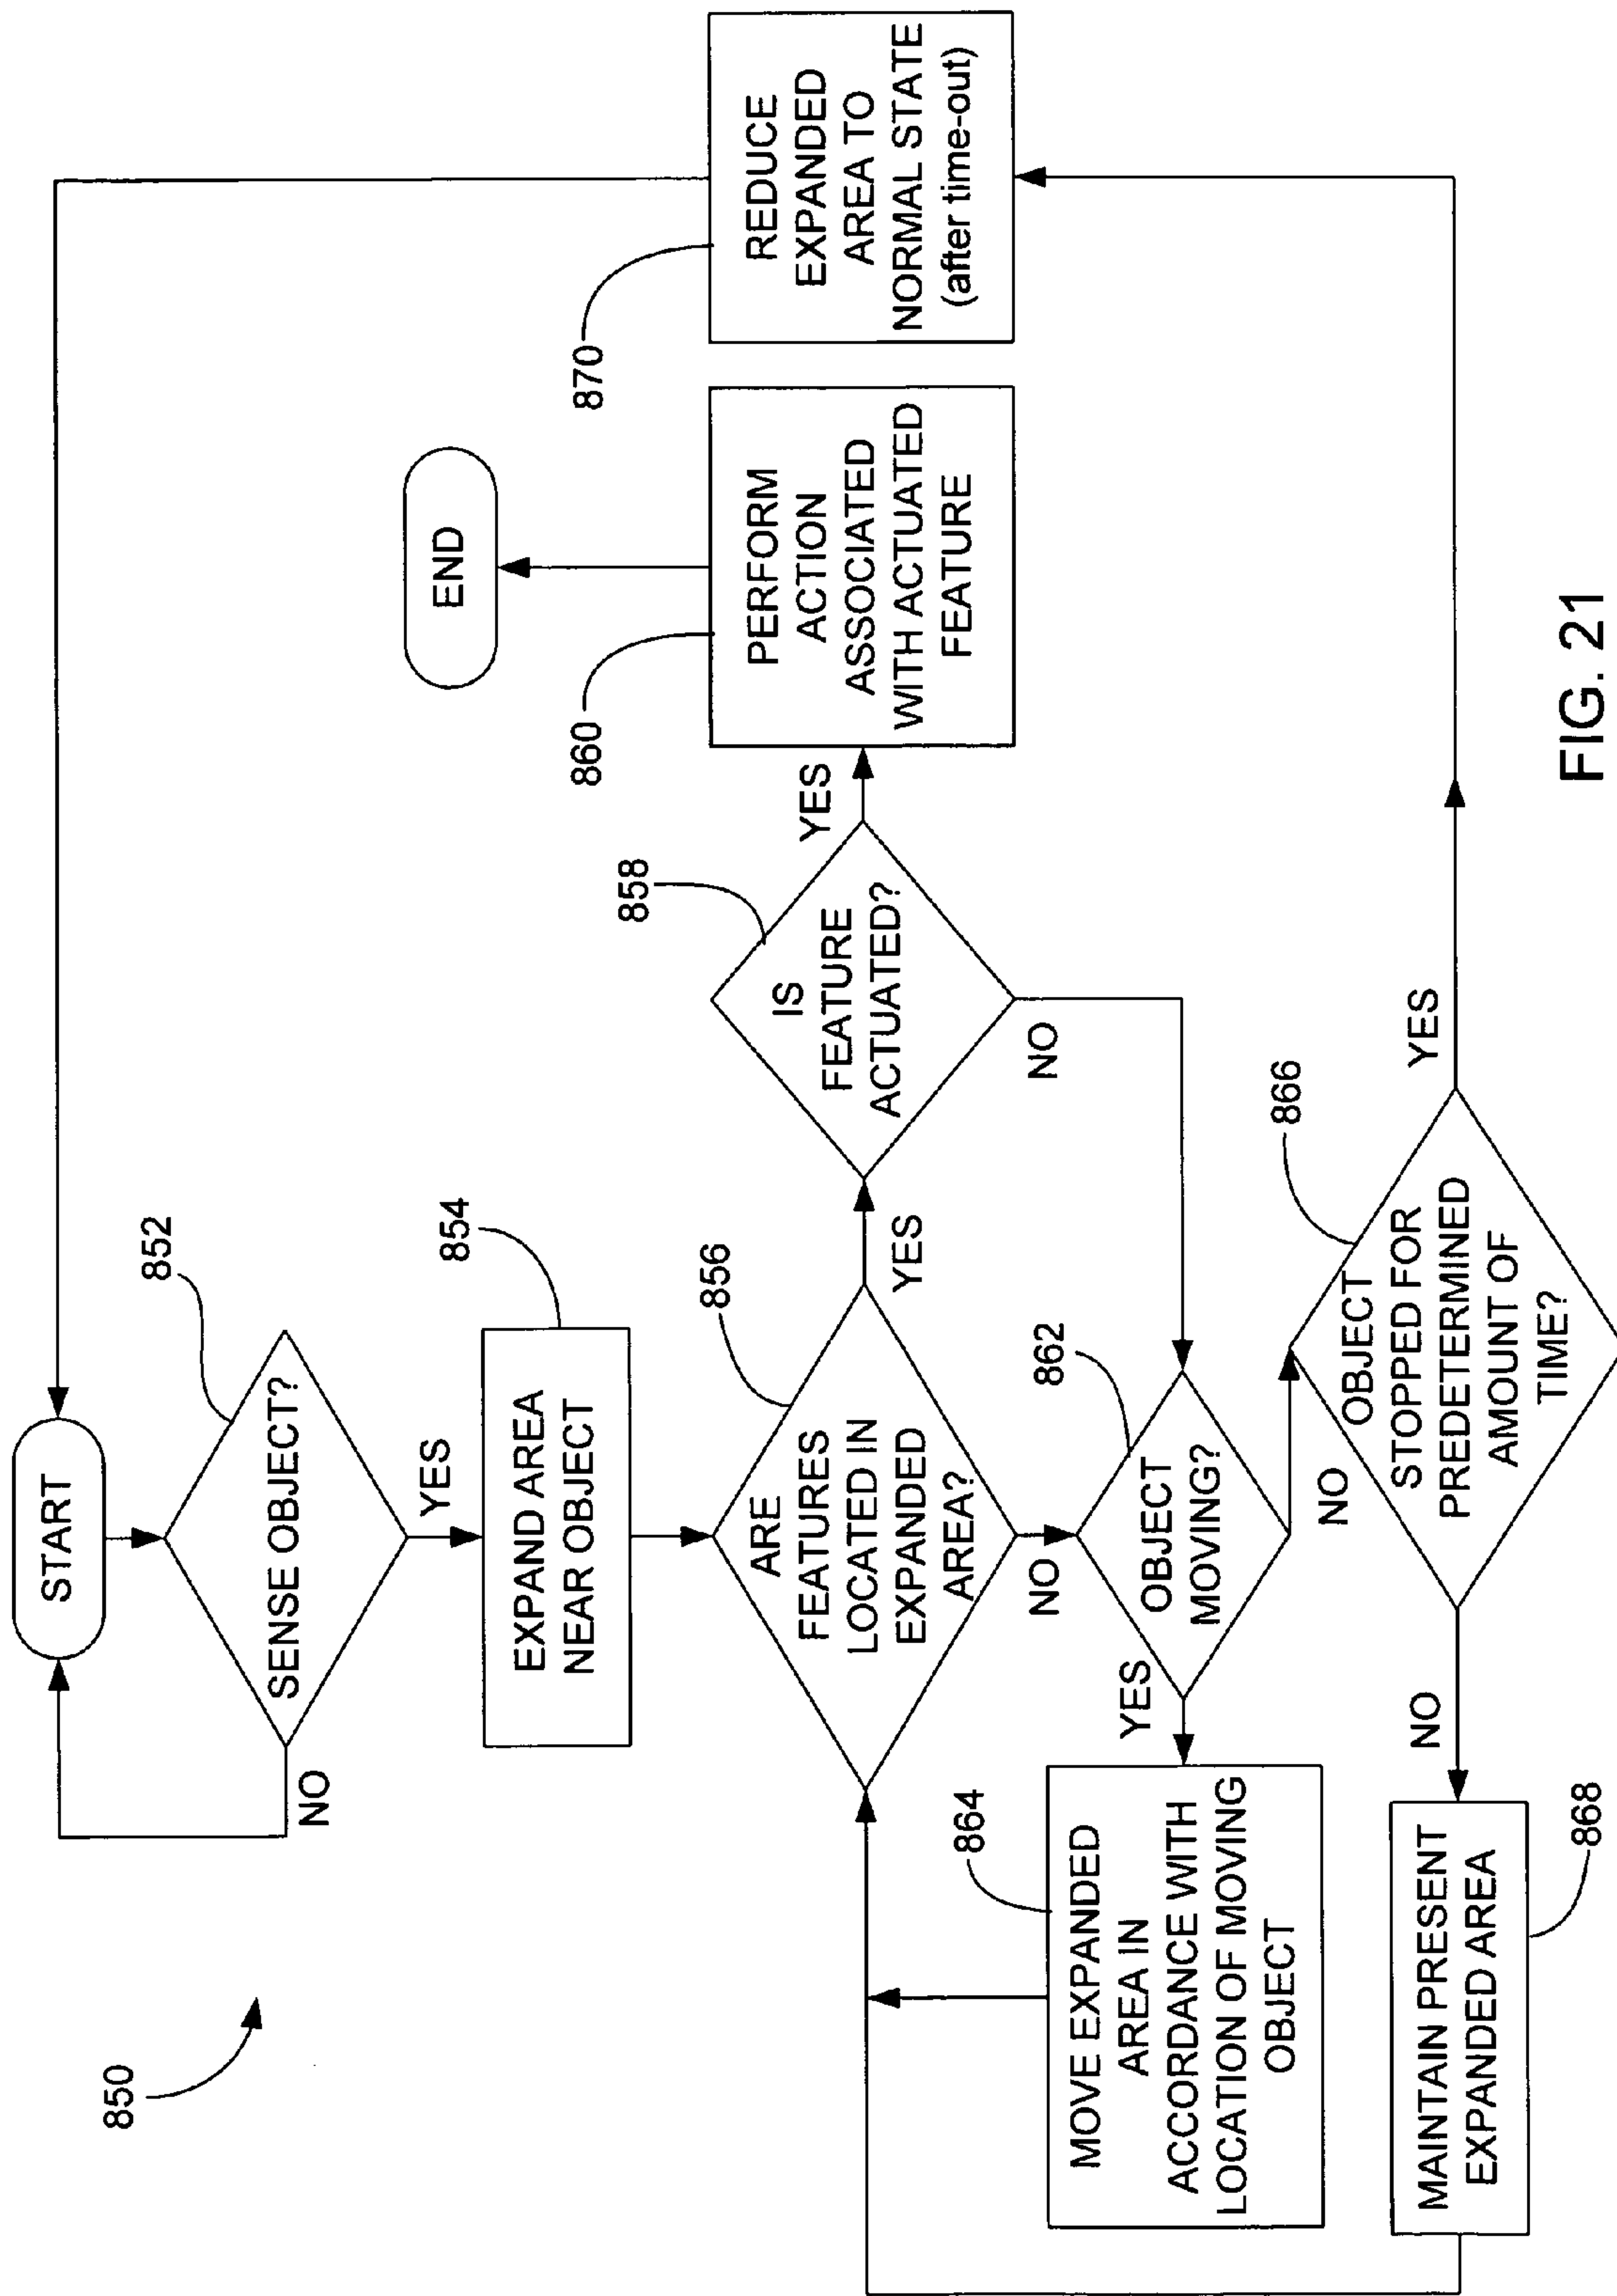 850
START
852
SENSE OBJECT?
NO
YES
854
EXPAND AREA
NEAR OBJECT
856
ARE
FEATURES
LOCATED IN
EXPANDED
AREA?
YES
NO
858
IS
FEATURE
ACTUATED?
YES
NO
860
PERFORM
ACTION
ASSOCIATED
WITH ACTUATED
FEATURE
END
862
OBJECT
MOVING?
YES
NO
864
MOVE EXPANDED
AREA IN
ACCORDANCE WITH
LOCATION OF MOVING
OBJECT
866
OBJECT
STOPPED FOR
PREDETERMINED
AMOUNT OF
TIME?
NO
YES
868
MAINTAIN PRESENT
EXPANDED AREA
870
REDUCE
EXPANDED
AREA TO
NORMAL STATE
(after time-out)
FIG. 21